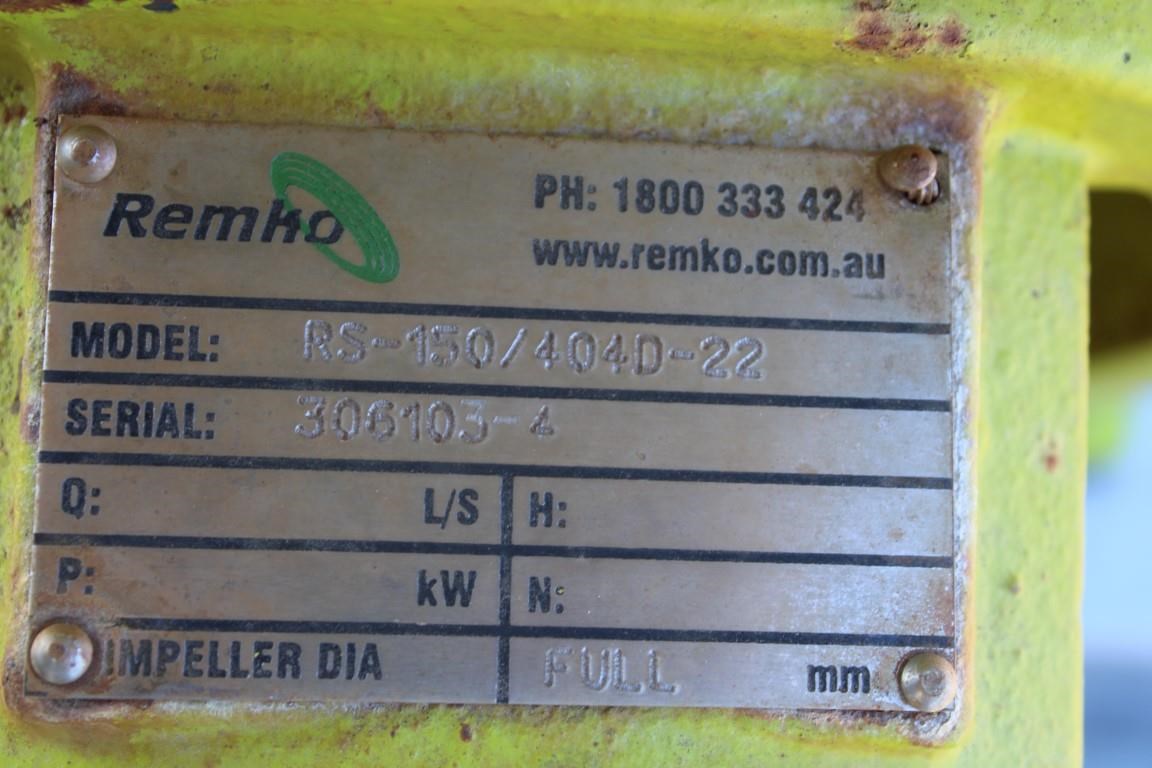 Remko
PH: 1800 333 424
www.remko.com.au
MODEL: RS-150/404D-22
SERIAL: 306103-4
Q: L/S H:
P: kW N:
IMPELLER DIA FULL mm